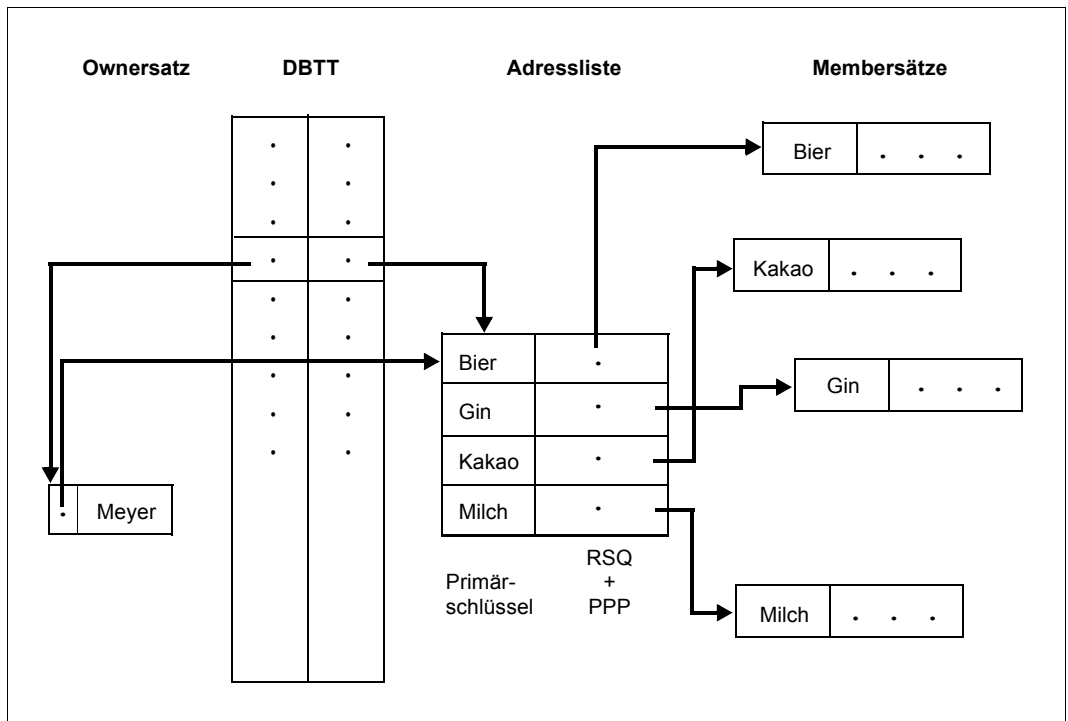 Ownersatz DBTT Adressliste Membersätze
. . Bier . . .
. .
. .
. . Kakao . . .
. .
. . Bier .
. . Gin . Gin . . .
. .
. . Kakao .
. Meyer Milch .
Primär-
schlüssel
RSQ
+
PPP
Milch . . .